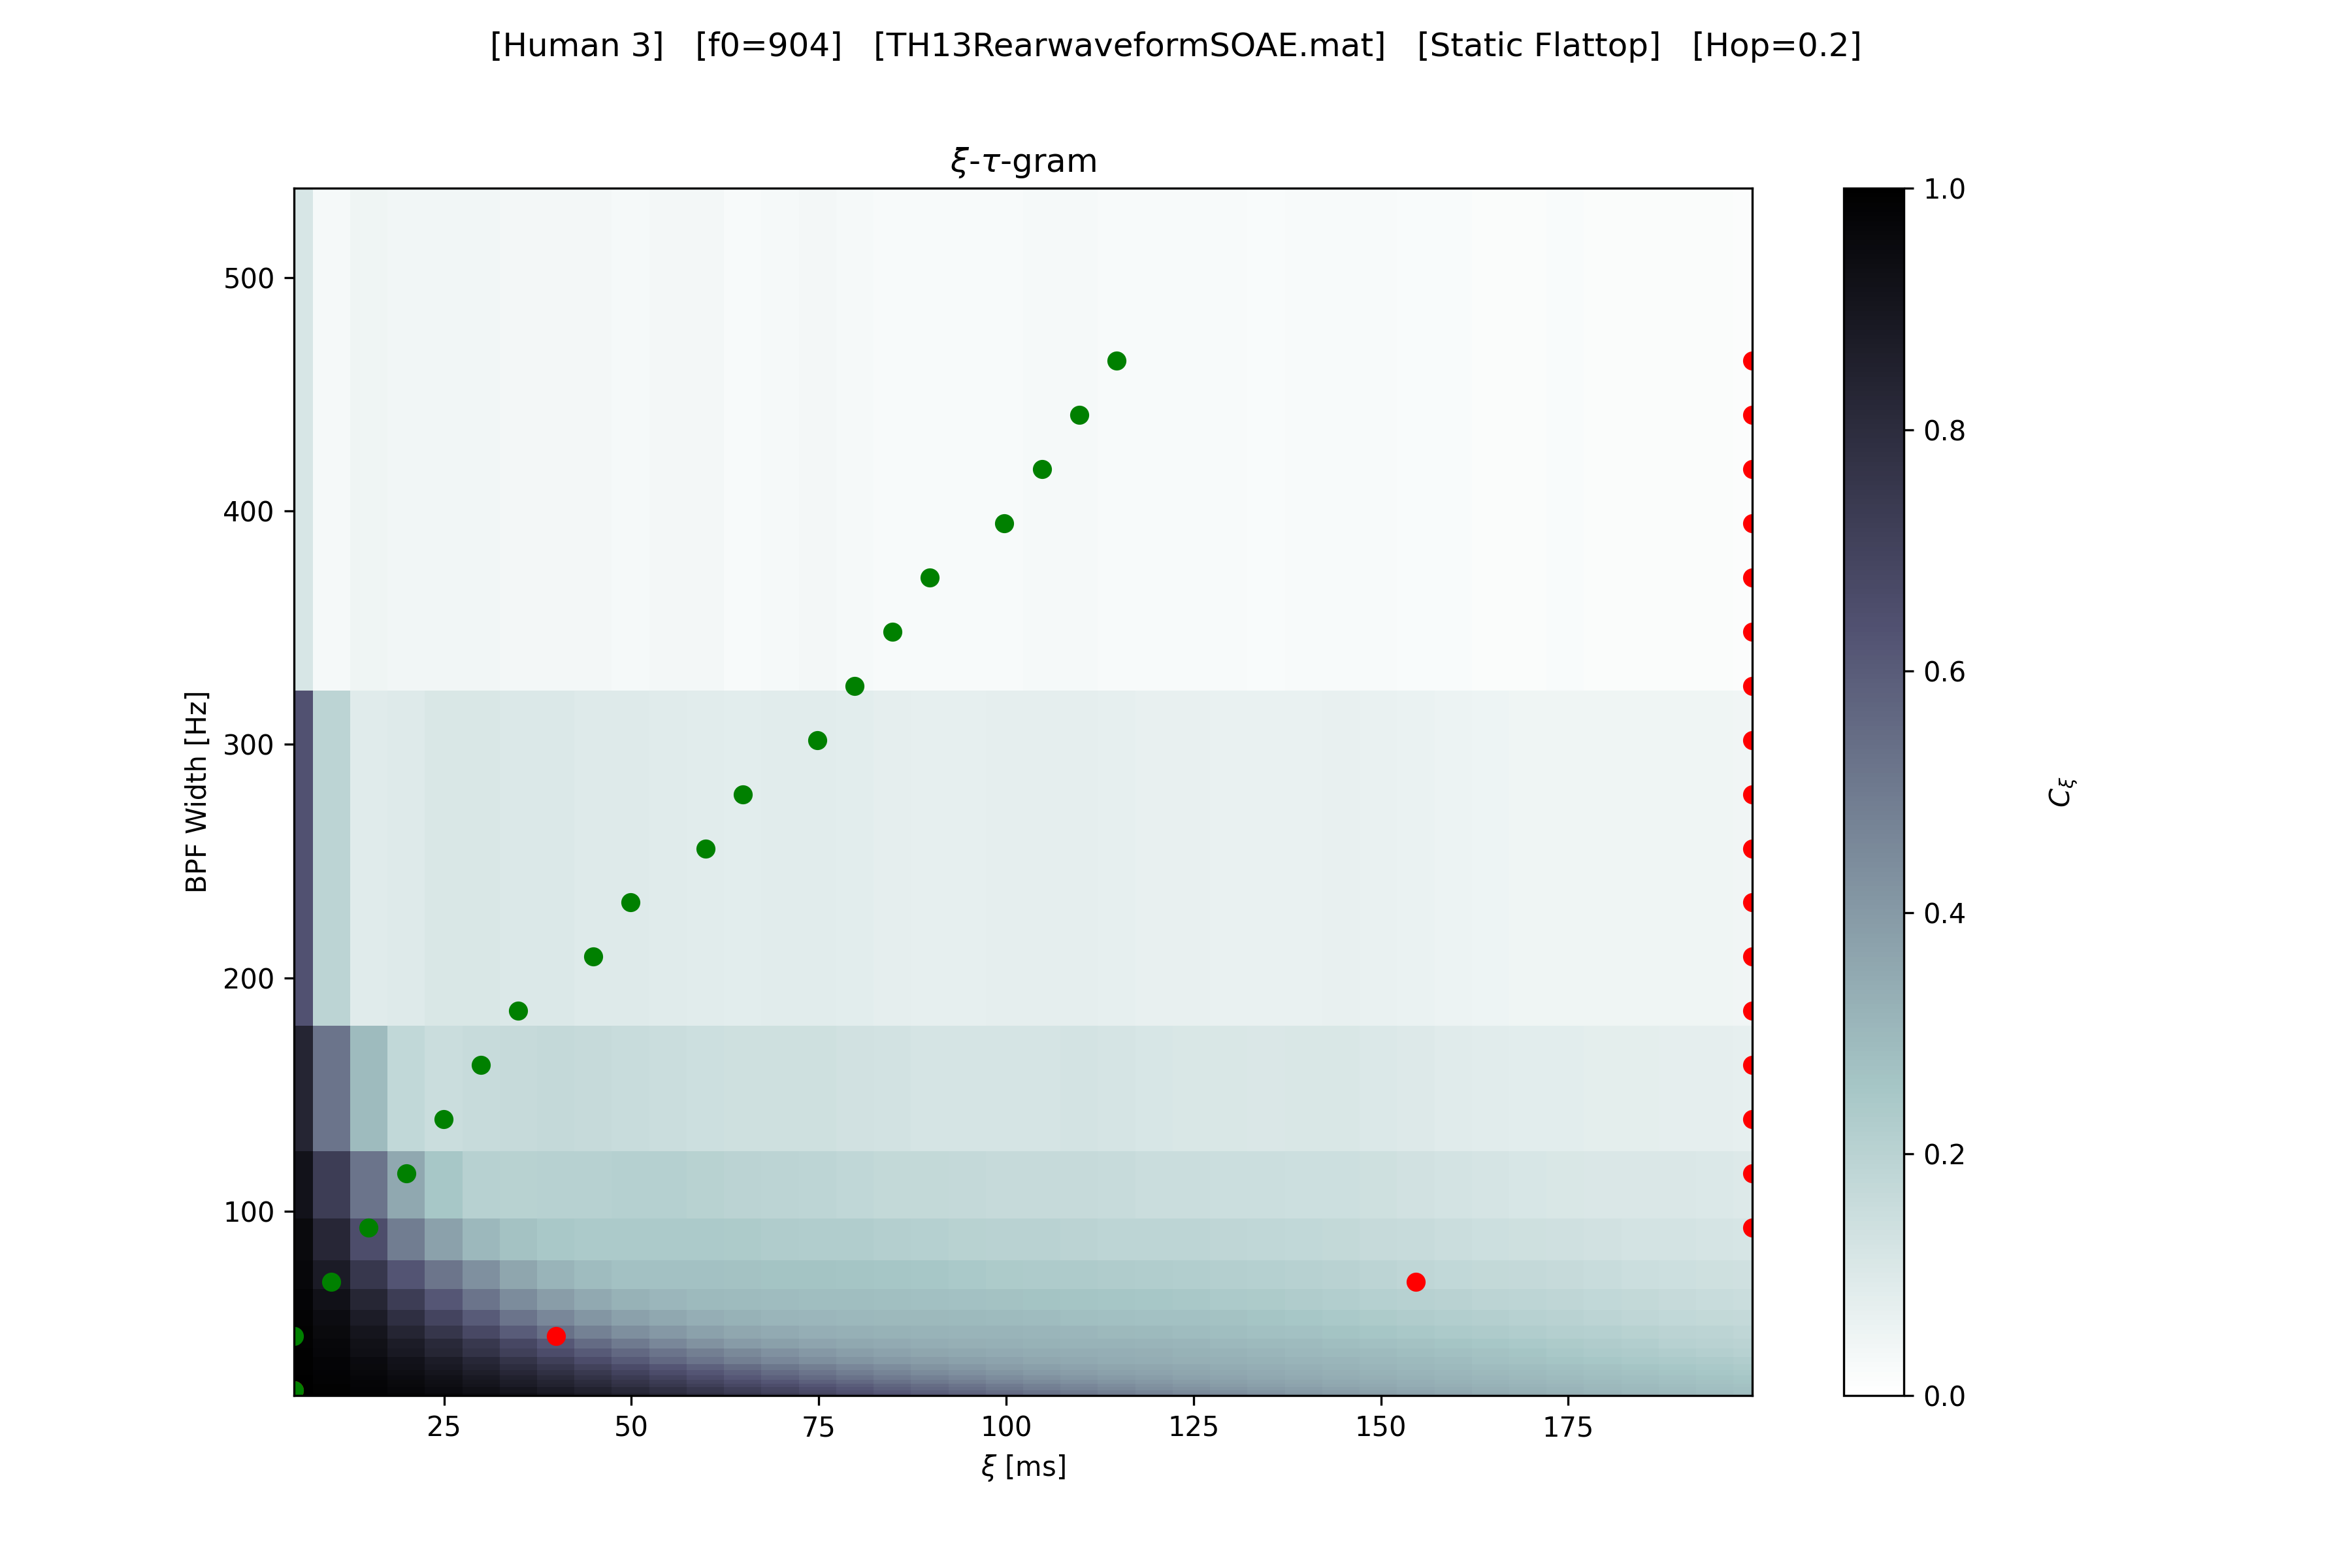 [Human 3]   [f0=904]   [TH13RearwaveformSOAE.mat]   [Static Flattop]   [Hop=0.2]
ξ-τ-gram
BPF Width [Hz]
500
400
300
200
100
25 50 75 100 125 150 175
ξ [ms]
1.0
0.8
0.6
0.4
0.2
0.0
Cξ